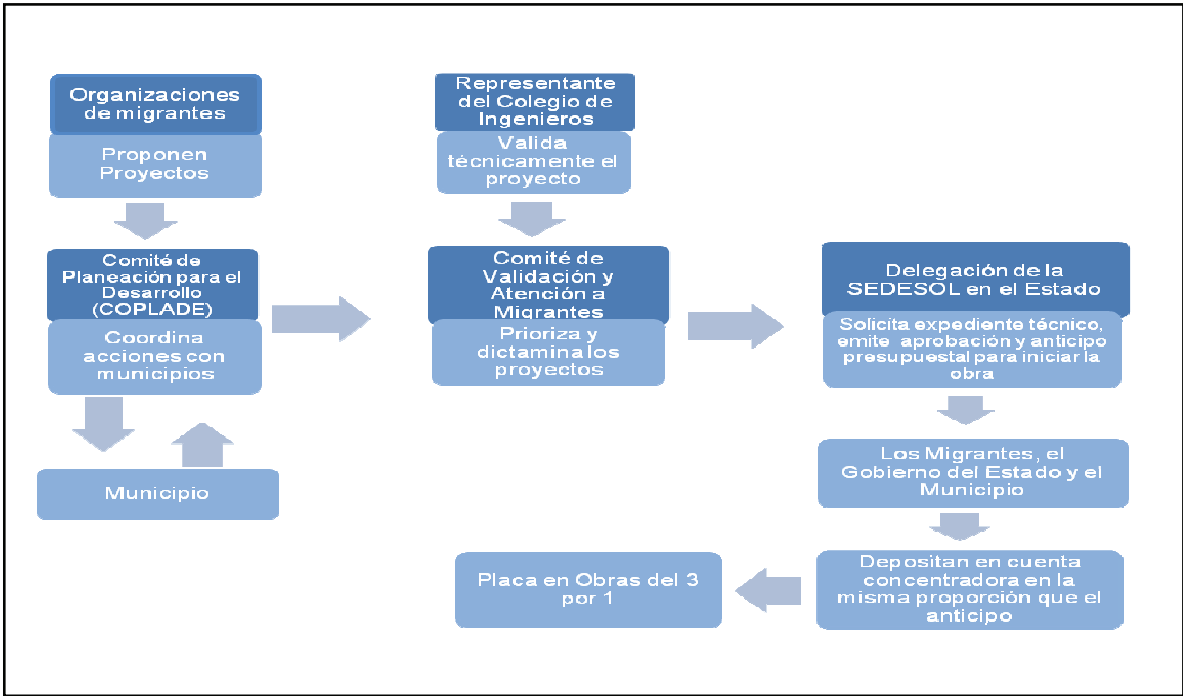 Organizaciones
de migrantes
Proponen
Proyectos
Comité de
Planeación para el
Desarrollo
(COPLADE)
Coordina
acciones con
municipios
Municipio
Representante
del Colegio de
Ingenieros
Valida
técnicamente el
proyecto
Comité de
Validación y
Atención a
Migrantes
Prioriza y
dictamina los
proyectos
Delegación de la
SEDESOL en el Estado
Solicita expediente técnico,
emite aprobación y anticipo
presupuestal para iniciar la
obra
Los Migrantes, el
Gobierno del Estado y el
Municipio
Depositan en cuenta
concentradora en la
misma proporción que el
anticipo
Placa en Obras del 3
por 1